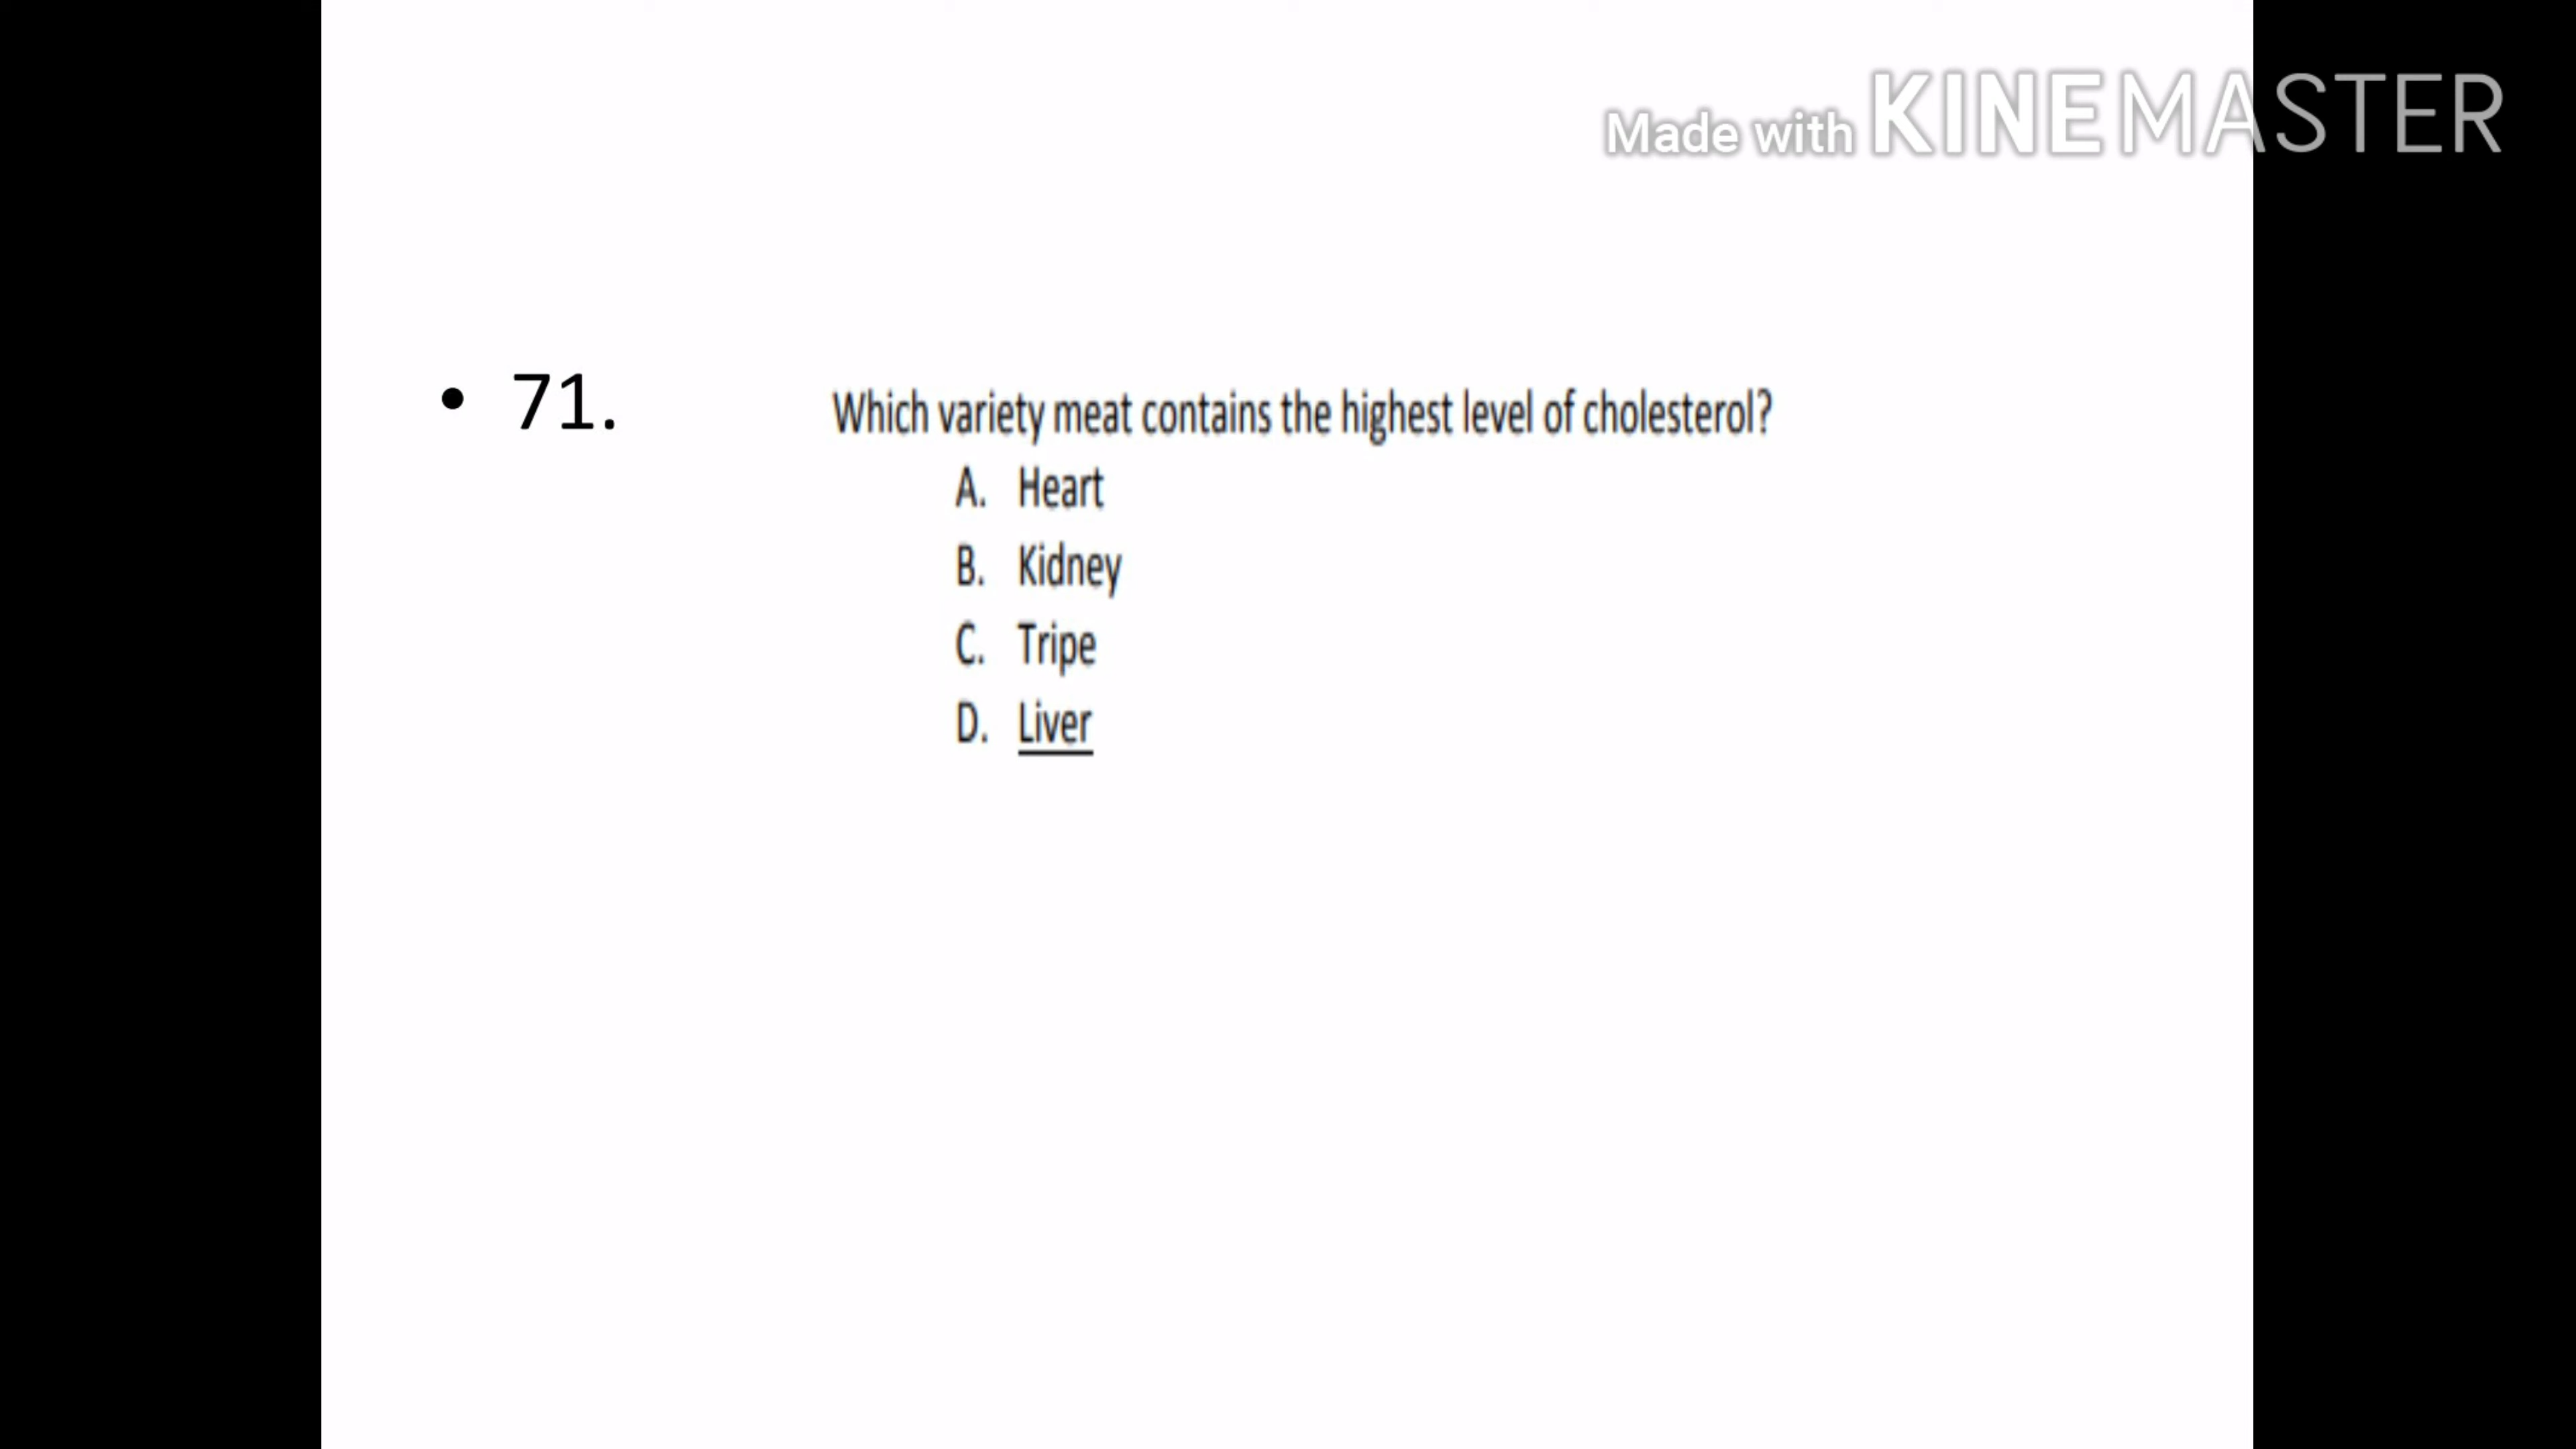 Made with KINEMASTER
• 71.
Which variety meat contains the highest level of cholesterol?
A. Heart
B. Kidney
C. Tripe
D. Liver